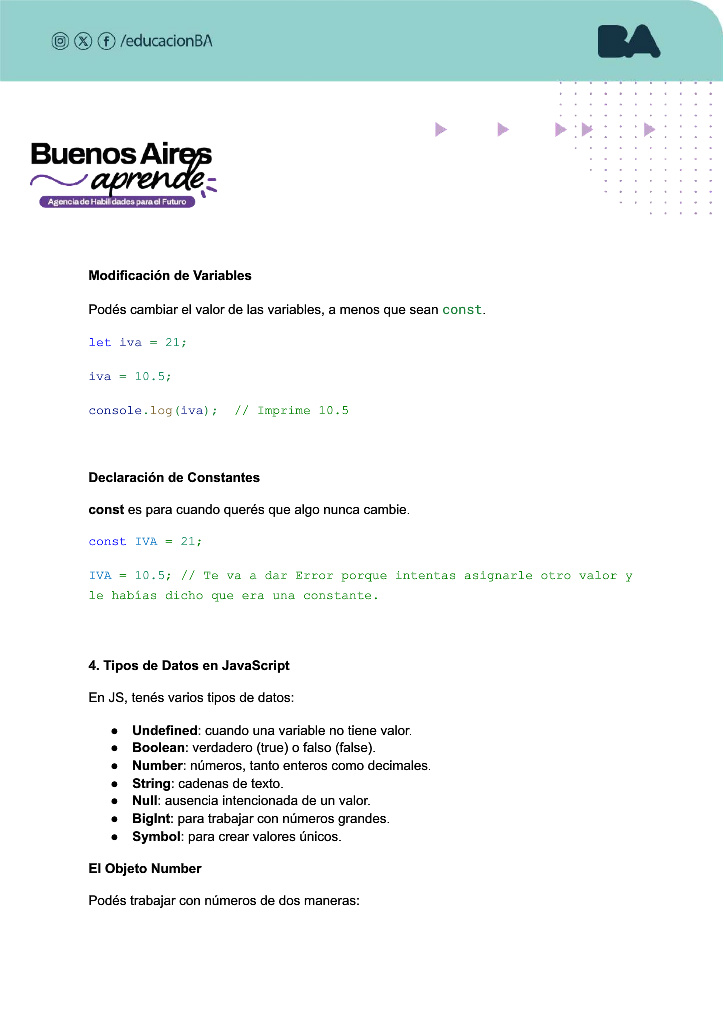 /educacionBA
BA
Buenos Aires
aprende
Agencia de Habilidades para el Futuro
Modificación de Variables
Podés cambiar el valor de las variables, a menos que sean const.
let iva = 21;
iva = 10.5;
console.log(iva);  // Imprime 10.5
Declaración de Constantes
const es para cuando querés que algo nunca cambie.
const IVA = 21;
IVA = 10.5; // Te va a dar Error porque intentas asignarle otro valor y
le habías dicho que era una constante.
4. Tipos de Datos en JavaScript
En JS, tenés varios tipos de datos:
● Undefined: cuando una variable no tiene valor.
● Boolean: verdadero (true) o falso (false).
● Number: números, tanto enteros como decimales.
● String: cadenas de texto.
● Null: ausencia intencionada de un valor.
● BigInt: para trabajar con números grandes.
● Symbol: para crear valores únicos.
El Objeto Number
Podés trabajar con números de dos maneras: